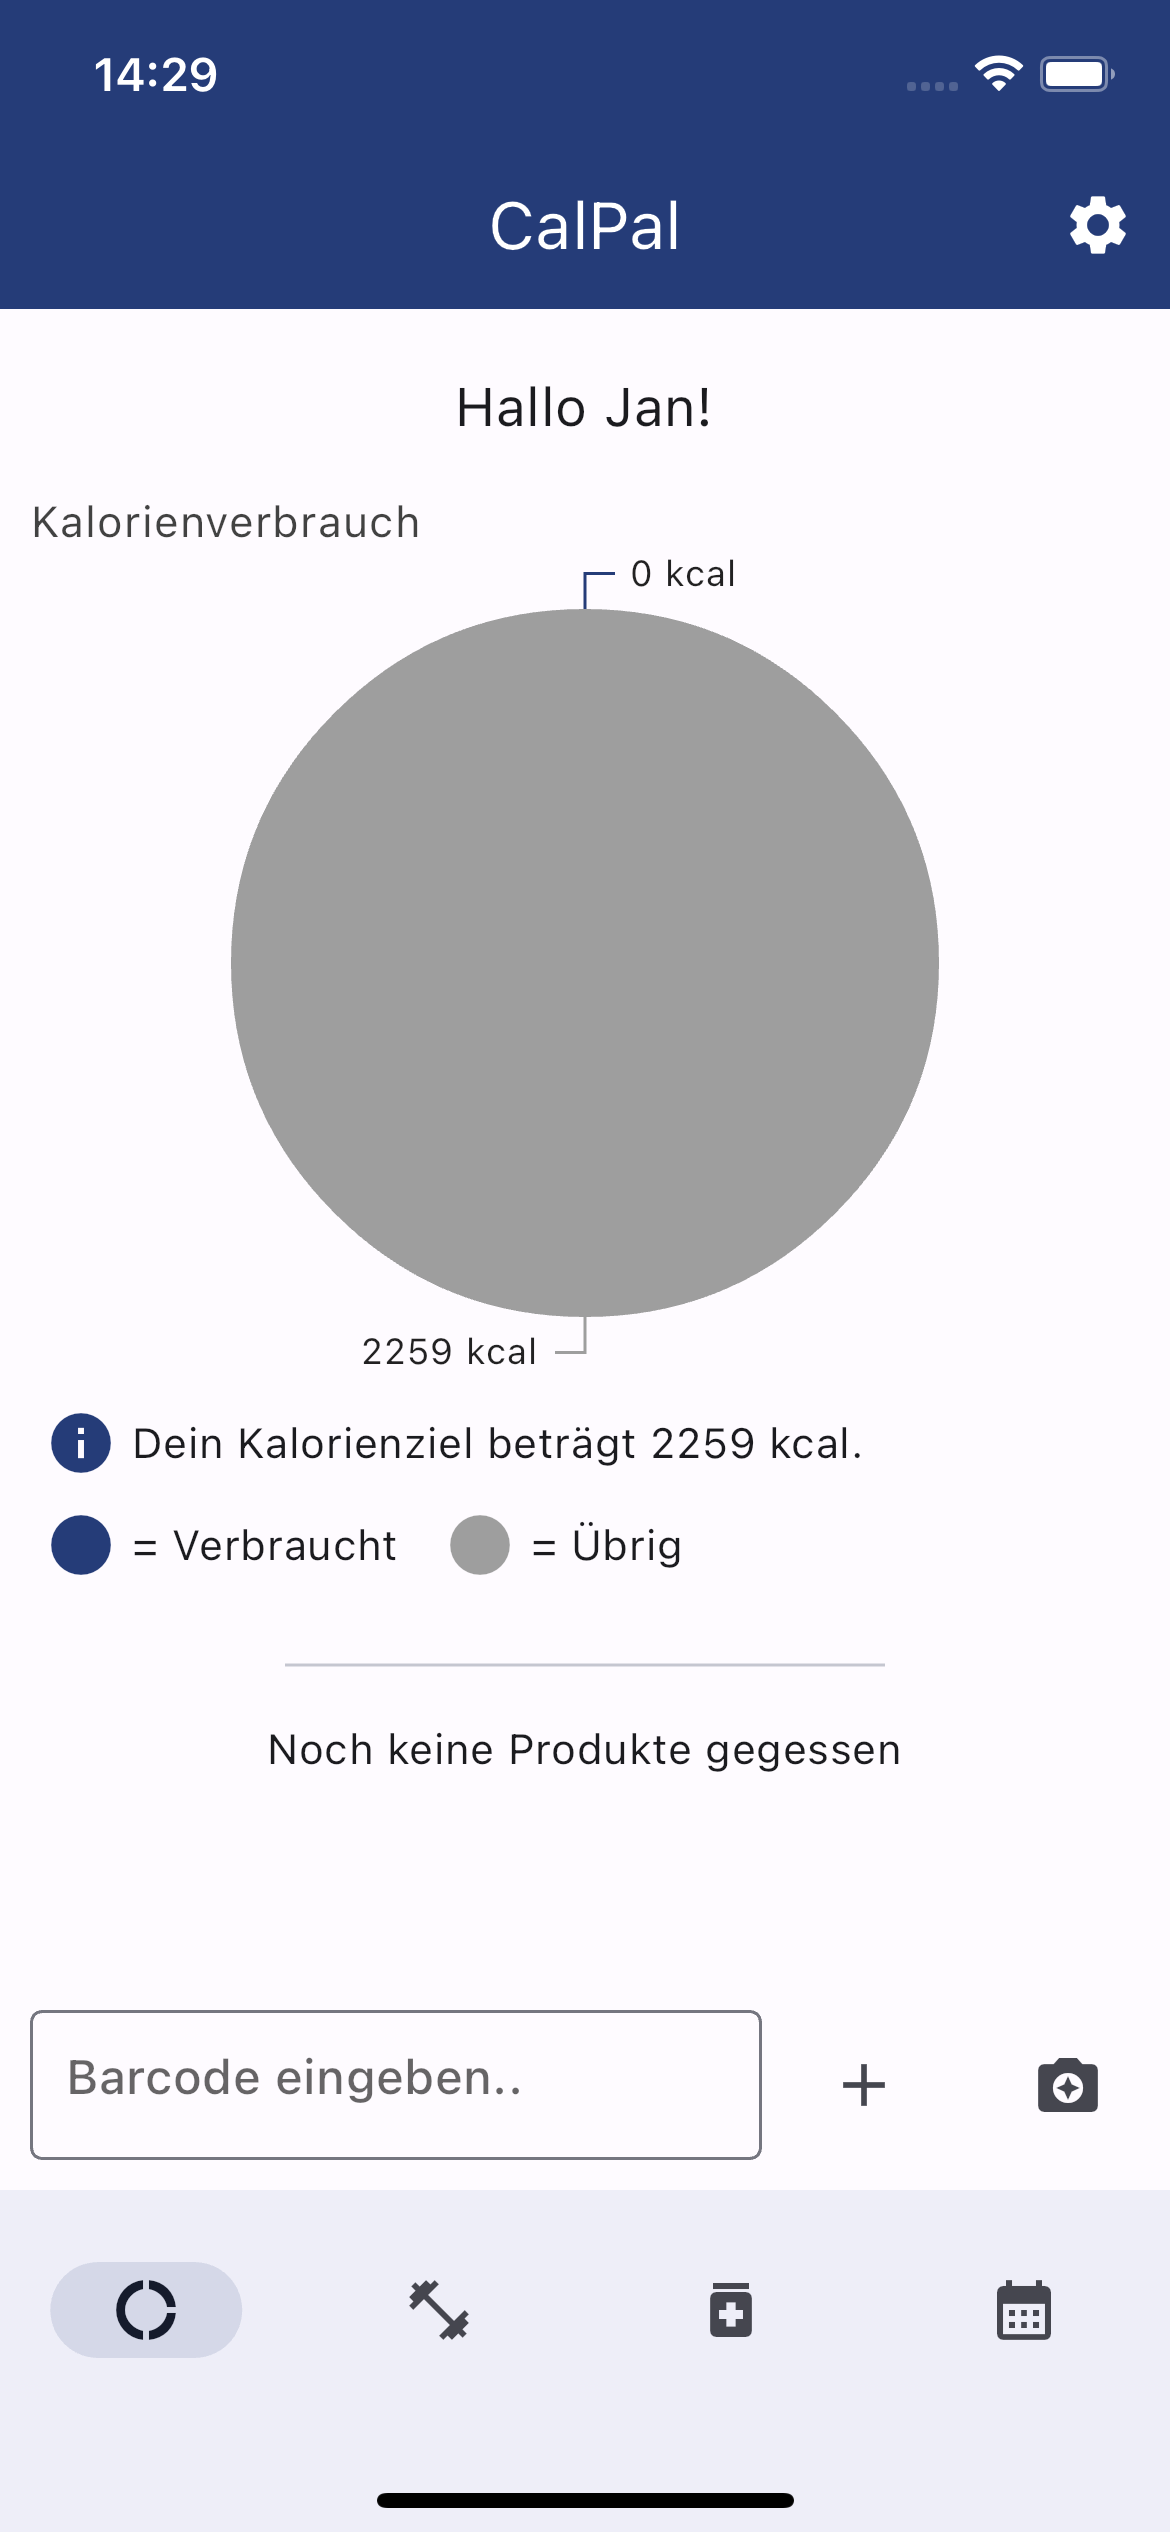 14:29
CalPal
Hallo Jan!
Kalorienverbrauch
0 kcal
2259 kcal
Dein Kalorienziel beträgt 2259 kcal.
= Verbraucht = Übrig
Noch keine Produkte gegessen
Barcode eingeben..